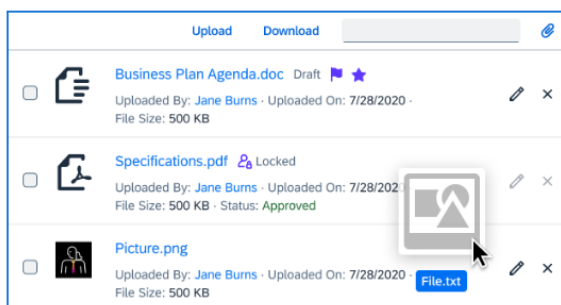 Upload Download
Business Plan Agenda.doc Draft
Uploaded By: Jane Burns · Uploaded On: 7/28/2020 ·
File Size: 500 KB
Specifications.pdf Locked
Uploaded By: Jane Burns · Uploaded On: 7/28/202
File Size: 500 KB · Status: Approved
Picture.png
Uploaded By: Jane Burns · Uploaded On: 7/28/2020 ·
File.txt
File Size: 500 KB